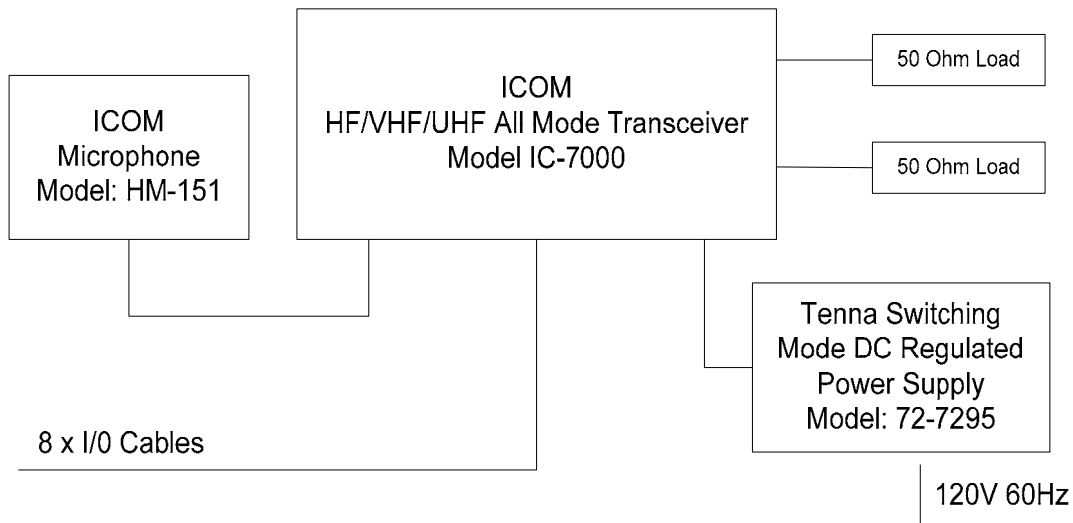 ICOM
HF/VHF/UHF All Mode Transceiver
Model IC-7000
50 Ohm Load
50 Ohm Load
ICOM
Microphone
Model: HM-151
Tenna Switching
Mode DC Regulated
Power Supply
Model: 72-7295
8 x I/0 Cables
120V 60Hz